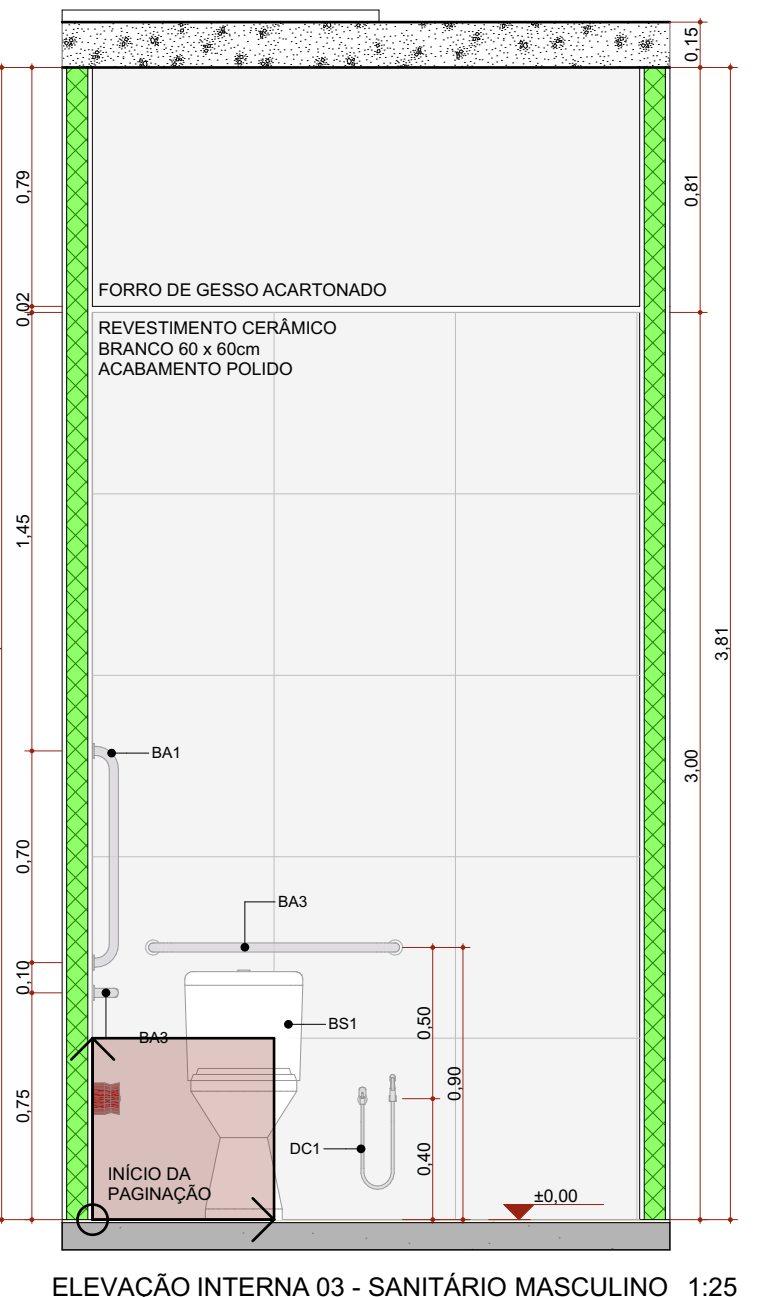 0,15
0,79
0,81
FORRO DE GESSO ACARTONADO
0,02
REVESTIMENTO CERÂMICO
BRANCO 60 x 60cm
ACABAMENTO POLIDO
1,45
3,81
BA1
3,00
0,70
BA3
0,10
0,50
BS1
BA3
0,90
0,75
DC1
0,40
INÍCIO DA
PAGINAÇÃO
±0,00
ELEVAÇÃO INTERNA 03 - SANITÁRIO MASCULINO 1:25